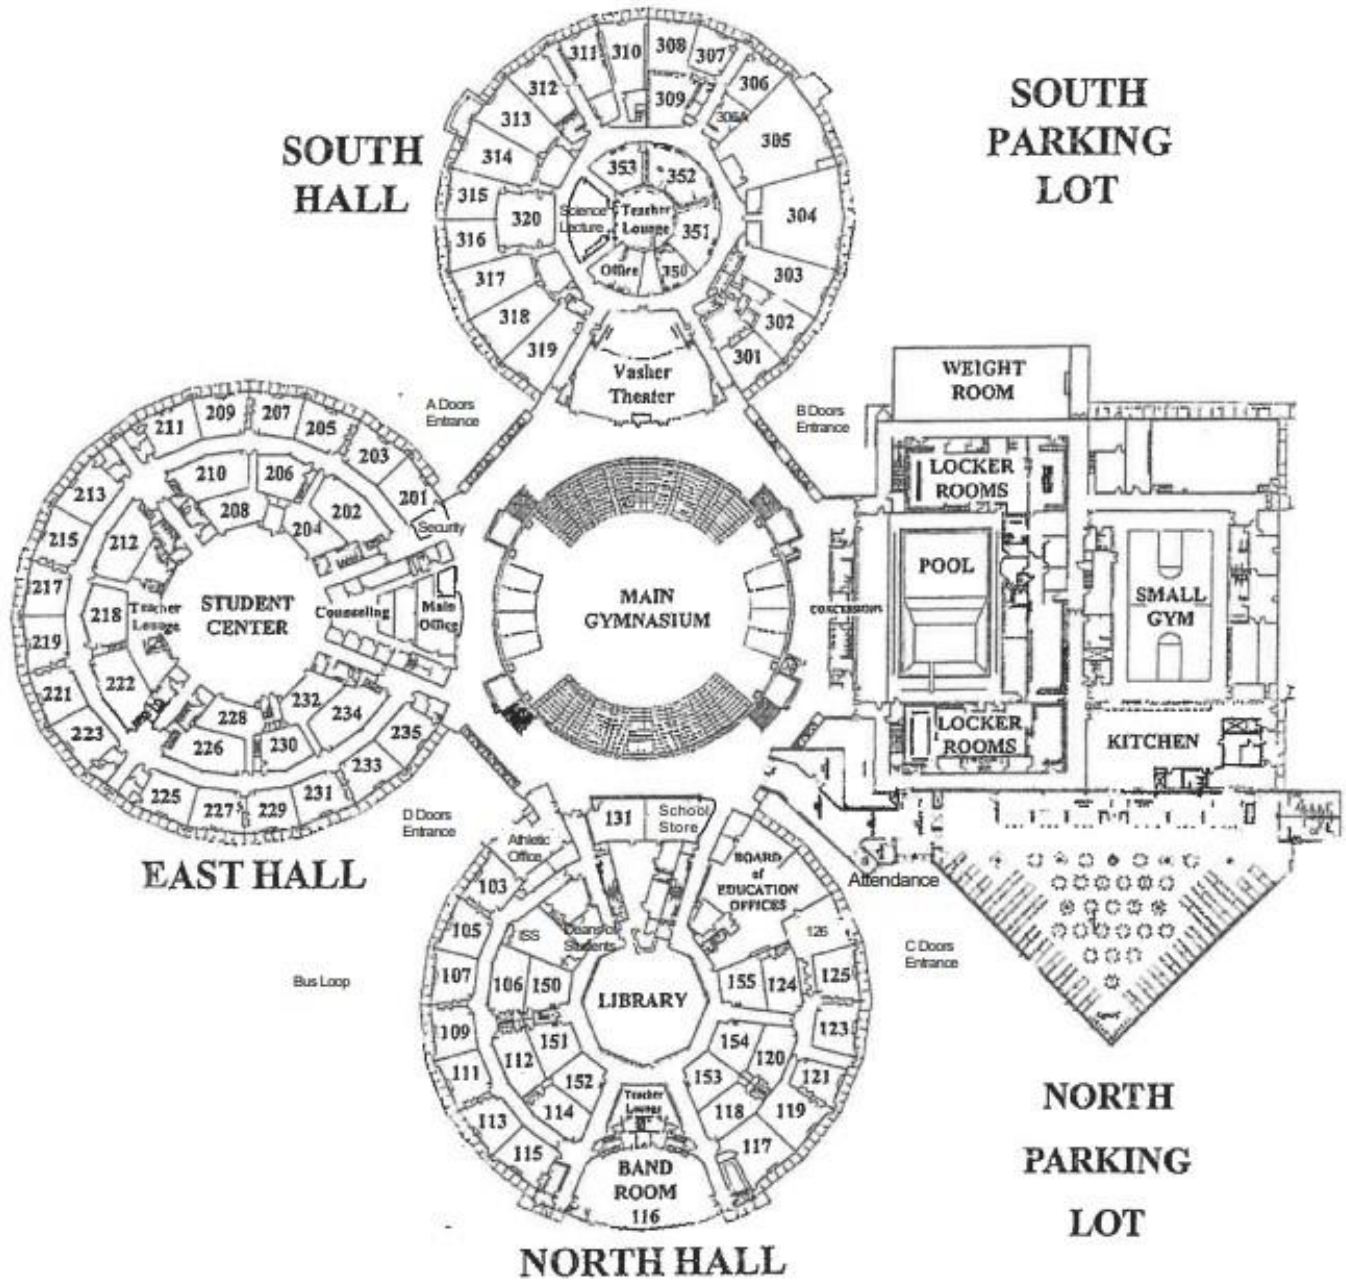 SOUTH
HALL
311
310
308
307
312
309
306
306A
313
305
314
353
352
315
320
Science
Lecture
Teacher
Lounge
351
304
316
Office
350
317
303
318
302
319
301
Vasher
Theater
SOUTH
PARKING
LOT
A Doors
Entrance
B Doors
Entrance
WEIGHT
ROOM
LOCKER
ROOMS
POOL
CONCESSIONS
SMALL
GYM
LOCKER
ROOMS
KITCHEN
211
209
207
205
203
201
Security
213
210
206
202
208
204
215
212
217
218
Teacher
Lounge
STUDENT
CENTER
Counseling
Main
Office
219
222
221
232
234
228
223
226
230
235
233
225
227
229
231
EAST HALL
MAIN
GYMNASIUM
D Doors
Entrance
131
School
Store
Athletic
Office
103
BOARD
of
EDUCATION
OFFICES
Attendance
105
ISS
Deans of
Students
126
C Doors
Entrance
Bus Loop
107
106
150
LIBRARY
155
124
125
109
151
154
123
112
120
111
152
153
121
114
Teacher
Lounge
118
119
113
115
117
BAND
ROOM
116
NORTH HALL
NORTH
PARKING
LOT